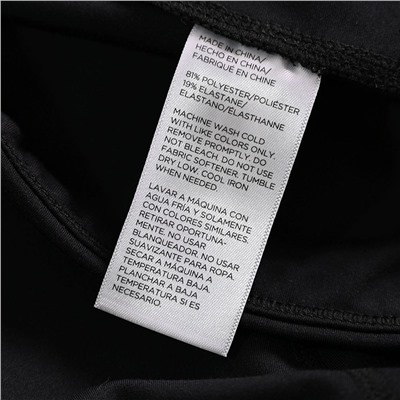 MADE IN CHINA/
HECHO EN CHINA/
FABRIQUE EN CHINE
81% POLYESTER/POLIÉSTER
19% ELASTANE/
ELASTANO/ÉLASTHANNE
MACHINE WASH COLD
WITH LIKE COLORS ONLY.
REMOVE PROMPTLY. DO
NOT BLEACH. DO NOT USE
FABRIC SOFTENER. TUMBLE
DRY LOW. COOL IRON
WHEN NEEDED.
LAVAR A MÁQUINA CON
AGUA FRÍA Y SOLAMENTE
CON COLORES SIMILARES.
RETIRAR OPORTUNA-
MENTE. NO USAR
BLANQUEADOR. NO USAR
SUAVIZANTE PARA ROPA.
SECAR A MÁQUINA A
TEMPERATURA BAJA.
PLANCHAR A BAJA
TEMPERATURA SI ES
NECESARIO.